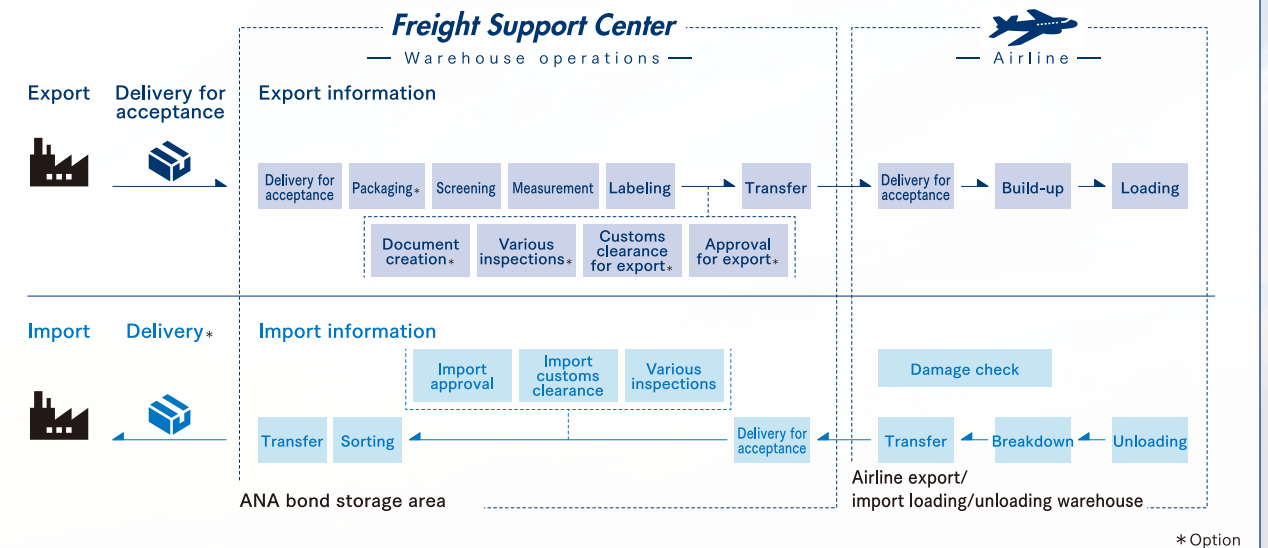 Freight Support Center
Warehouse operations
Airline
Export
Delivery for
acceptance
Export information
Delivery for
acceptance
Packaging*
Screening
Measurement
Labeling
Transfer
Delivery for
acceptance
Build-up
Loading
Document
creation*
Various
inspections*
Customs
clearance
for export*
Approval
for export*
Import
Delivery*
Import information
Import
approval
Import
customs
clearance
Various
inspections
Damage check
Transfer
Sorting
Delivery for
acceptance
Transfer
Breakdown
Unloading
ANA bond storage area
Airline export/
import loading/unloading warehouse
*Option